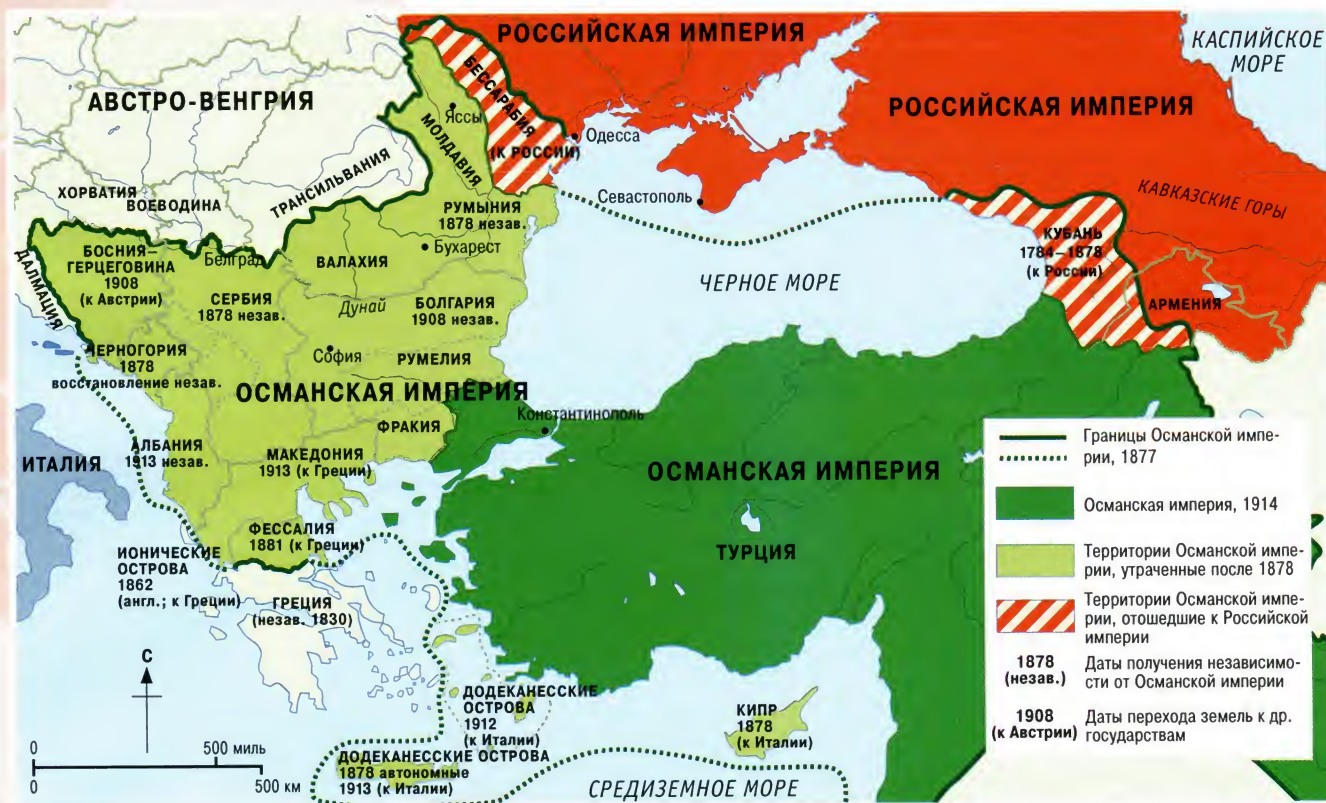 РОССИЙСКАЯ ИМПЕРИЯ
КАСПИЙСКОЕ
МОРЕ
АВСТРО-ВЕНГРИЯ
БЕССАРАБИЯ
(К РОССИИ)
Яссы
МОЛДАВИЯ
Одесса
РОССИЙСКАЯ ИМПЕРИЯ
ТРАНСИЛЬВАНИЯ
ХОРВАТИЯ
ВОЕВОДИНА
Севастополь
КАВКАЗСКИЕ ГОРЫ
РУМЫНИЯ
1878 незав.
Бухарест
КУБАНЬ
1784–1878
(к России)
ДАЛМАЦИЯ
БОСНИЯ–
ГЕРЦЕГОВИНА
1908
(к Австрии)
Белград
ВАЛАХИЯ
ЧЕРНОЕ МОРЕ
АРМЕНИЯ
СЕРБИЯ
1878 незав.
Дунай
БОЛГАРИЯ
1908 незав.
ЧЕРНОГОРИЯ
1878
восстановление незав.
София
РУМЕЛИЯ
ОСМАНСКАЯ ИМПЕРИЯ
Константинополь
ФРАКИЯ
ИТАЛИЯ
АЛБАНИЯ
1913 незав.
МАКЕДОНИЯ
1913 (к Греции)
ОСМАНСКАЯ ИМПЕРИЯ
ТУРЦИЯ
ФЕССАЛИЯ
1881 (к Греции)
ИОНИЧЕСКИЕ
ОСТРОВА
1862
(англ.; к Греции)
ГРЕЦИЯ
(незав. 1830)
С
ДОДЕКАНЕССКИЕ
ОСТРОВА
1912
(к Италии)
КИПР
1878
(к Италии)
0 500 миль
0 500 км
ДОДЕКАНЕССКИЕ ОСТРОВА
1878 автономные
1913 (к Италии)
СРЕДИЗЕМНОЕ МОРЕ
Границы Османской импе-
рии, 1877
Османская империя, 1914
Территории Османской импе-
рии, утраченные после 1878
Территории Османской импе-
рии, отошедшие к Российской
империи
1878
(незав.)
Даты получения независимо-
сти от Османской империи
1908
(к Австрии)
Даты перехода земель к др.
государствам